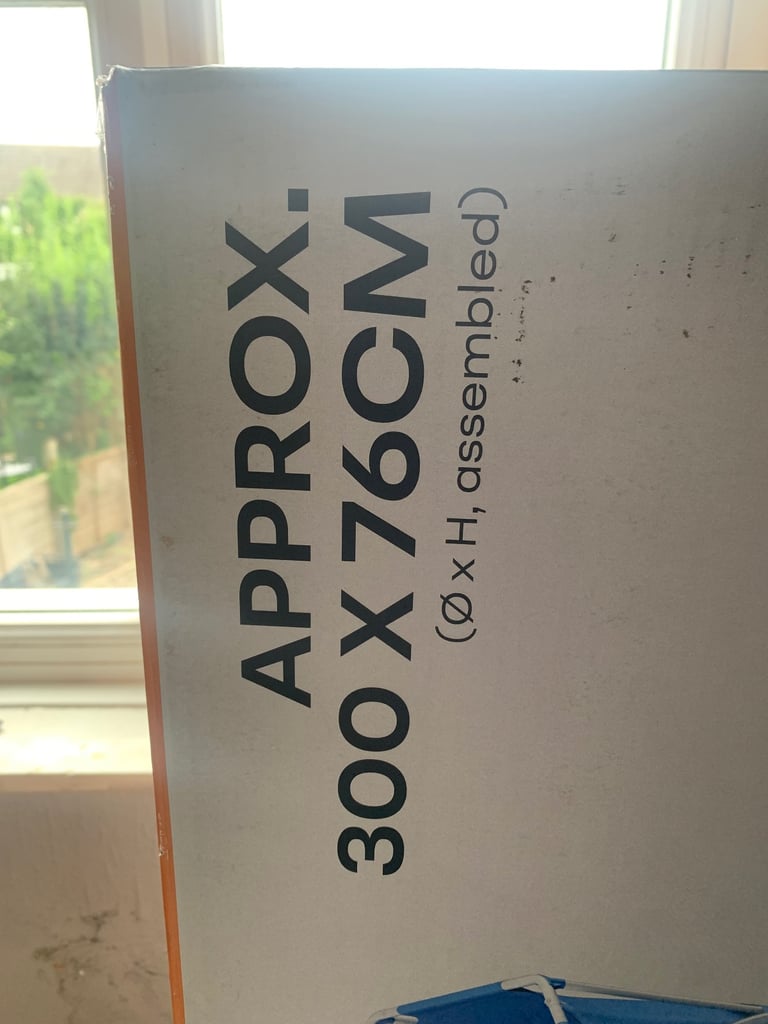 APPROX.
300 X 76CM
(Ø x H, assembled)